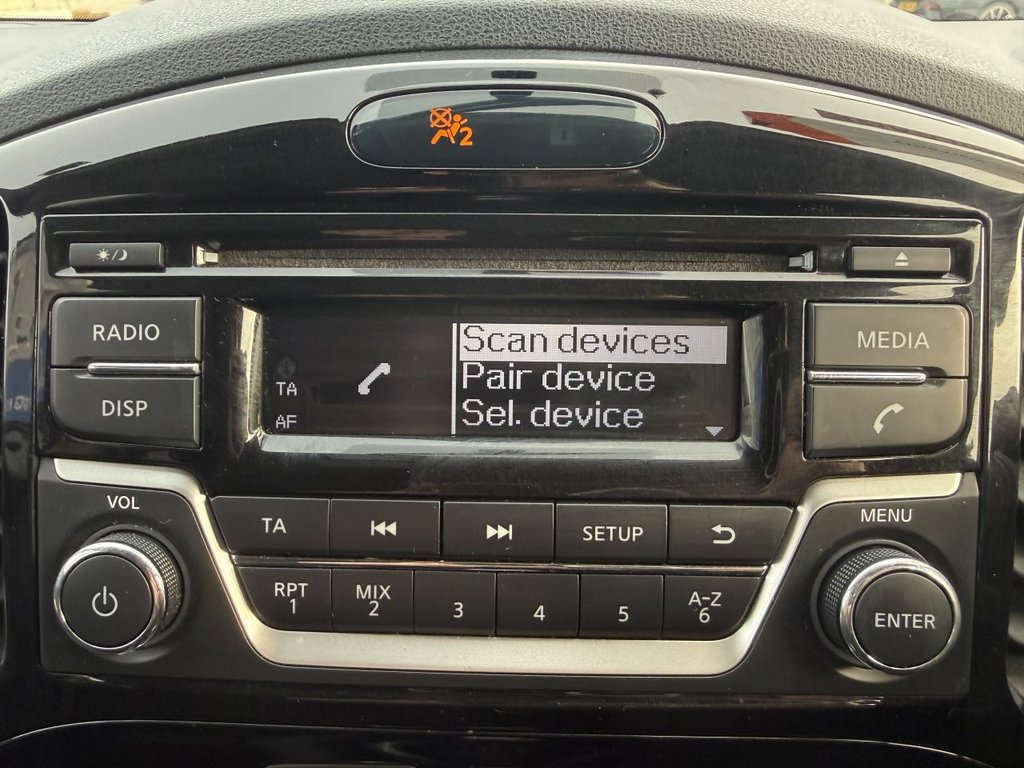 2
RADIO
MEDIA
DISP
TA
AF
Scan devices
Pair device
Sel. device
VOL
MENU
TA
SETUP
RPT
1
MIX
2
3
4
5
A-Z
6
ENTER